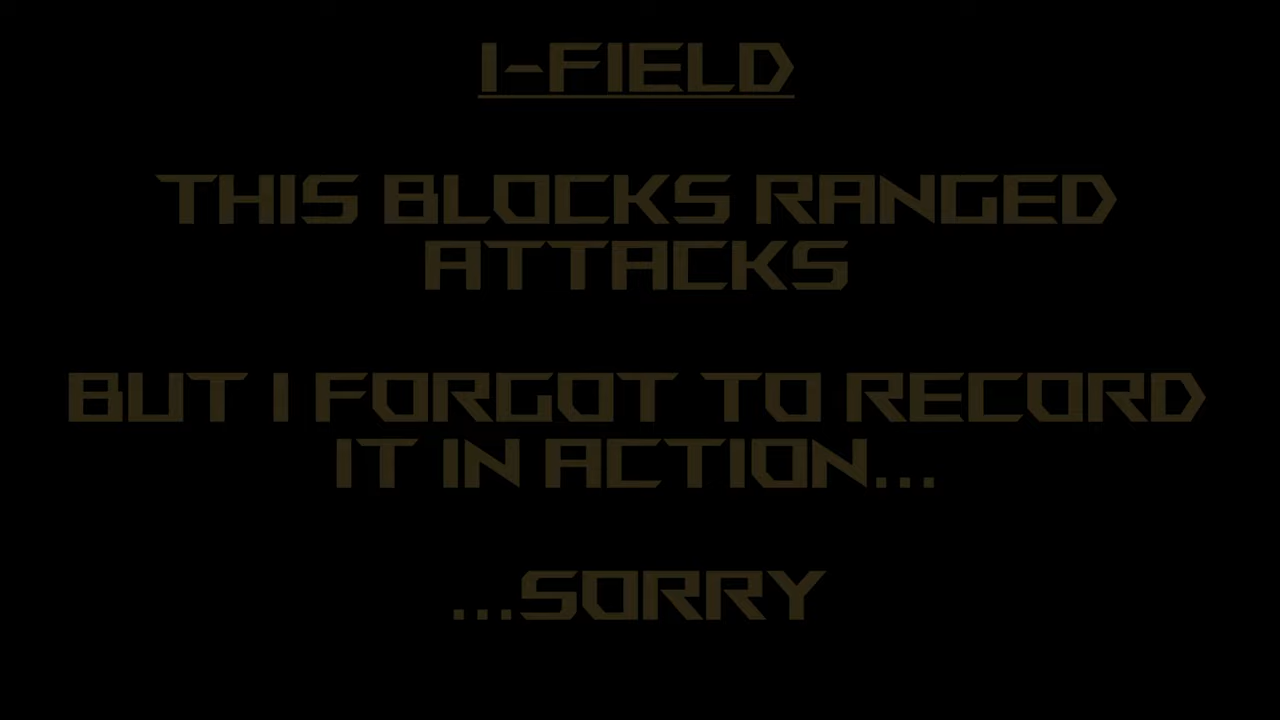 I-FIELD
THIS BLOCKS RANGED
ATTACKS
BUT I FORGOT TO RECORD
IT IN ACTION...
...SORRY